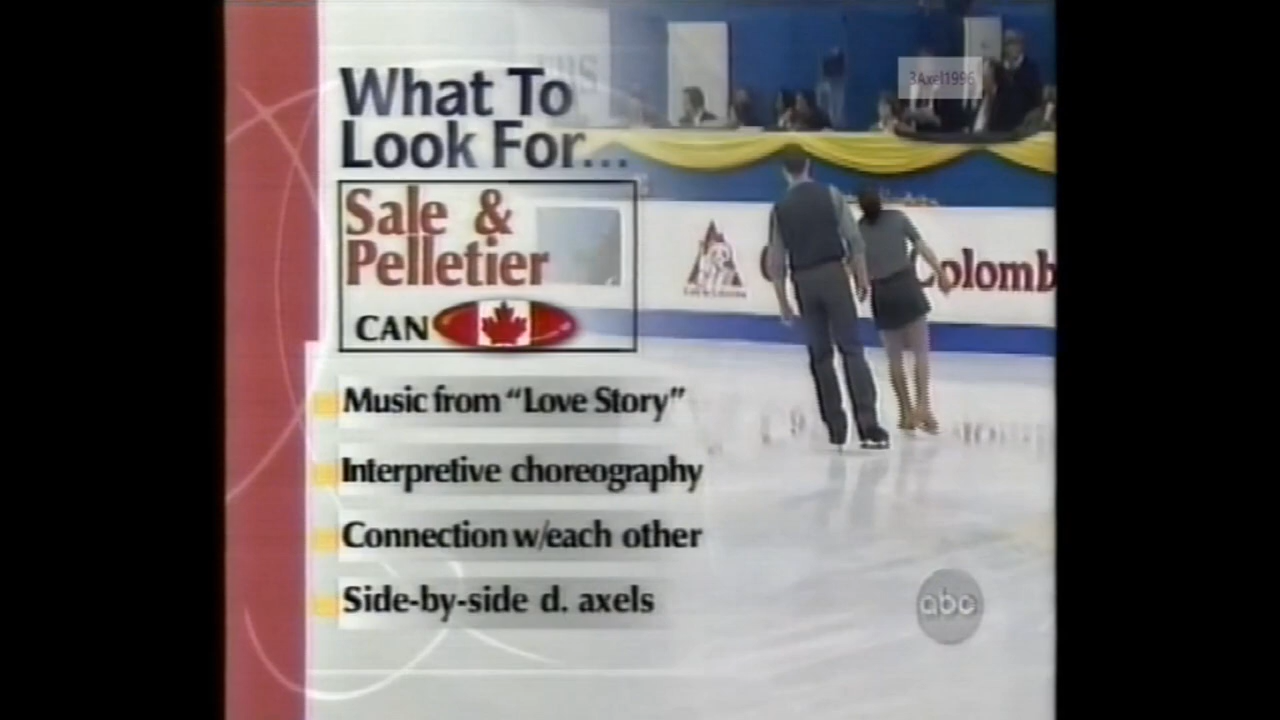 What To
Look For...
3Axel1996
Sale &
Pelletier
CAN
olomb
Music from "Love Story"
Interpretive choreography
Connection w/each other
Side-by-side d. axels
abc